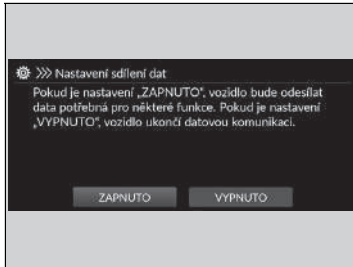 >>> Nastavení sdílení dat
Pokud je nastavení „ZAPNUTO“, vozidlo bude odesílat
data potřebná pro některé funkce. Pokud je nastavení
„VYPNUTO“, vozidlo ukončí datovou komunikaci.
ZAPNUTO
VYPNUTO